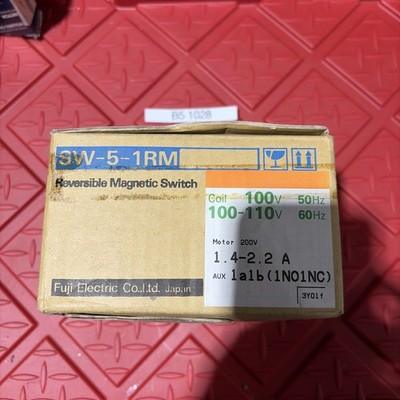 B5 1028
SW-5-1RM
Reversible Magnetic Switch
Coil 100V 50Hz
100-110V 60Hz
Motor 200V
1.4-2.2 A
AUX 1a1b(1NO1NC)
3Y01f
Fuji Electric Co.,Ltd. Japan